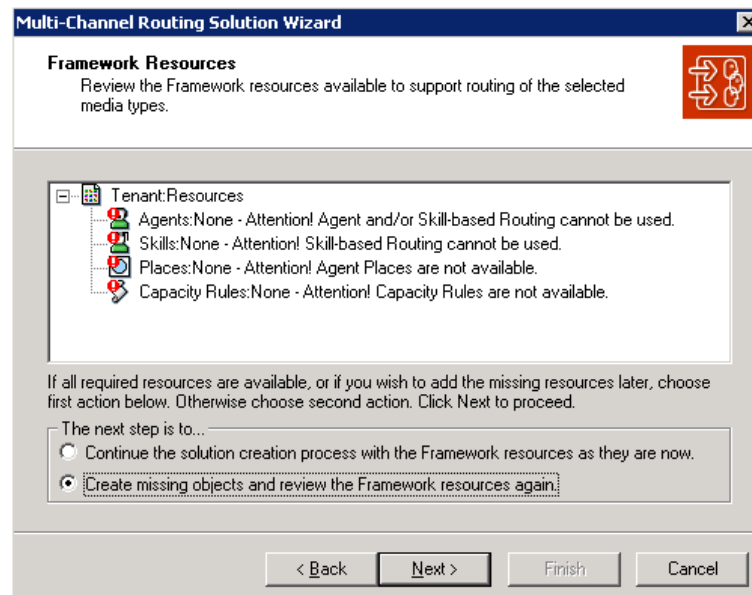 Multi-Channel Routing Solution Wizard
Framework Resources
Review the Framework resources available to support routing of the selected
media types.
Tenant:Resources
Agents:None - Attention! Agent and/or Skill-based Routing cannot be used.
Skills:None - Attention! Skill-based Routing cannot be used.
Places:None - Attention! Agent Places are not available.
Capacity Rules:None - Attention! Capacity Rules are not available.
If all required resources are available, or if you wish to add the missing resources later, choose
first action below. Otherwise choose second action. Click Next to proceed.
The next step is to...
Continue the solution creation process with the Framework resources as they are now.
Create missing objects and review the Framework resources again.
< Back Next > Finish Cancel